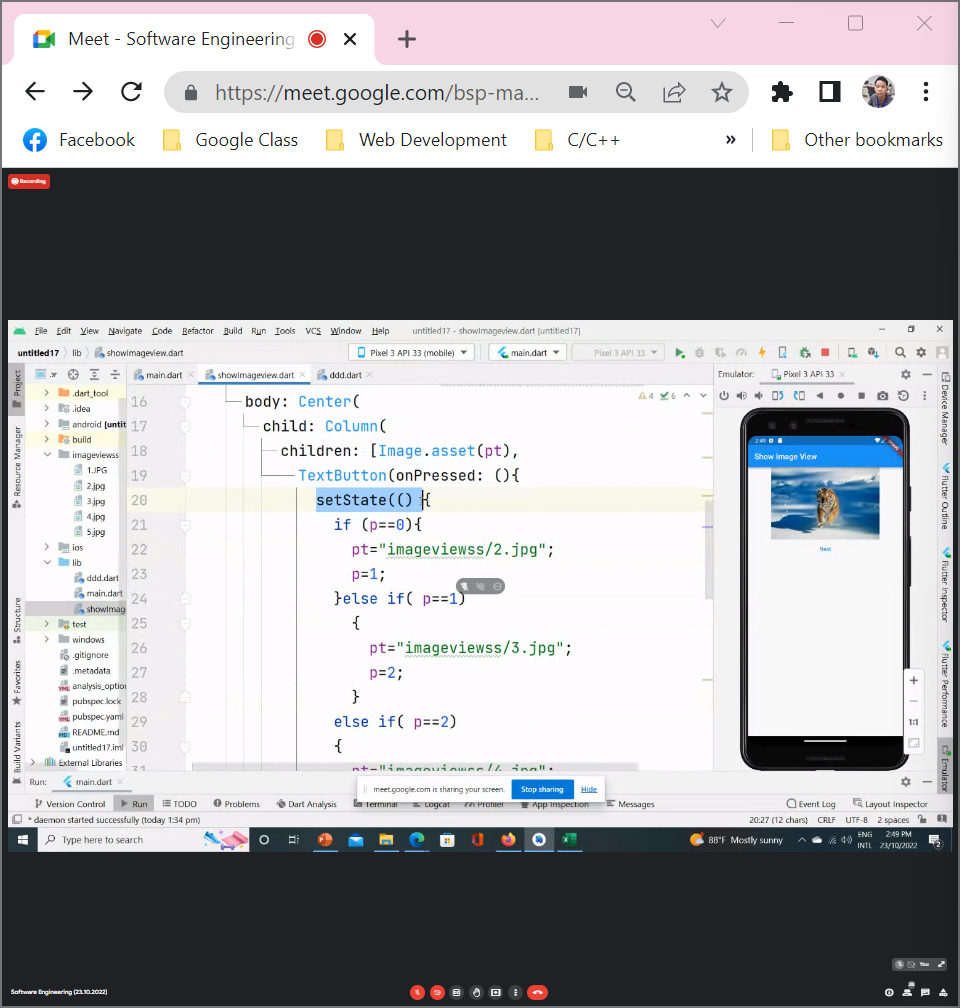 Meet - Software Engineering
https://meet.google.com/bsp-ma...
Facebook Google Class Web Development C/C++ » Other bookmarks
Recording
File Edit View Navigate Code Refactor Build Run Tools VCS Window Help untitled17 - showImageview.dart [untitled17]
untitled17 lib showImageview.dart Pixel 3 API 33 (mobile) main.dart Pixel 3 API 33
Project
Resource Manager
Structure
Favorites
Build Variants
.dart_tool
.idea
android [untit
build
imageviewss
1.JPG
2.jpg
3.jpg
4.jpg
5.jpg
ios
lib
ddd.dart
main.dart
showImag
test
windows
.gitignore
.metadata
analysis_optio
pubspec.lock
pubspec.yaml
README.md
untitled17.iml
External Libraries
main.dart showImageview.dart ddd.dart
4 6
16 body: Center(
17 child: Column(
18 children: [Image.asset(pt),
19 TextButton(onPressed: (){
20 setState(() {
21 if (p==0){
22 pt="imageviewss/2.jpg";
23 p=1;
24 }else if( p==1)
25 {
26 pt="imageviewss/3.jpg";
27 p=2;
28 }
29 else if( p==2)
30 {
31 pt="imageviewss/4.jpg";
Emulator: Pixel 3 API 33
2:49
Show Image View
Next
1:1
Device Manager
Flutter Outline
Flutter Inspector
Flutter Performance
Emulator
Run: main.dart
meet.google.com is sharing your screen. Stop sharing Hide
Version Control Run TODO Problems Dart Analysis Terminal Logcat Profiler App Inspection Messages Event Log Layout Inspector
* daemon started successfully (today 1:34 pm) 20:27 (12 chars) CRLF UTF-8 2 spaces
Type here to search 88°F Mostly sunny ENG INTL 2:49 PM 23/10/2022 2
You
Software Engineering (23.10.2022)